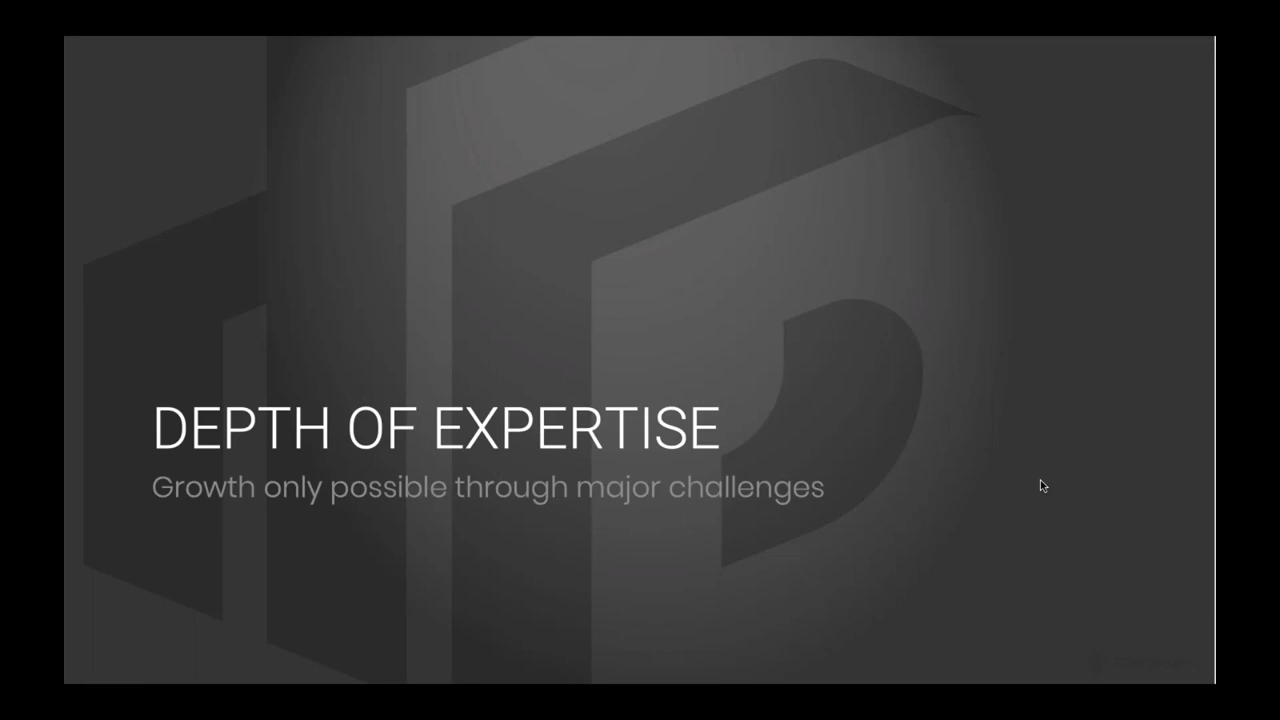 DEPTH OF EXPERTISE
Growth only possible through major challenges